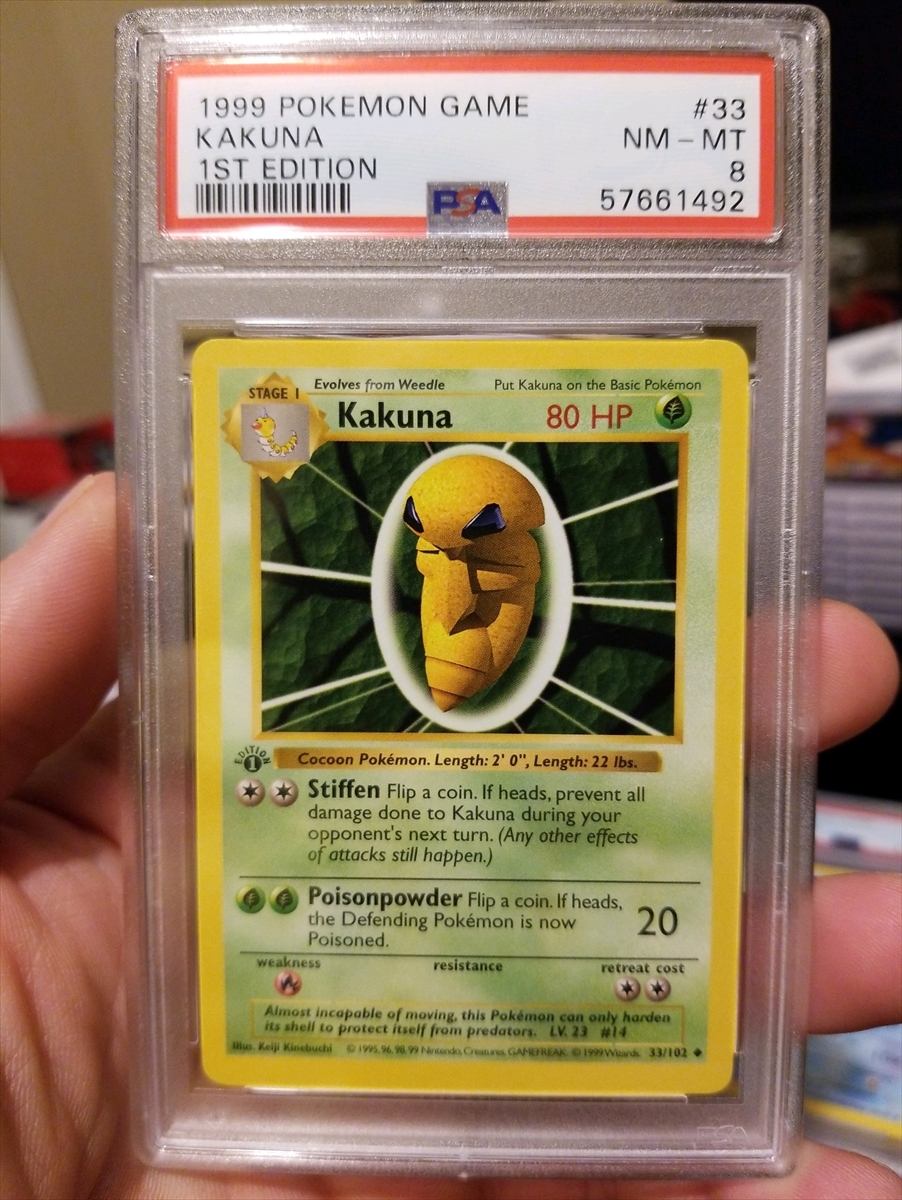 1999 POKEMON GAME #33
KAKUNA NM - MT
1ST EDITION 8
PSA 57661492
STAGE 1 Evolves from Weedle Put Kakuna on the Basic Pokémon
Kakuna 80 HP
EDITION 1
Cocoon Pokémon. Length: 2' 0", Length: 22 lbs.
Stiffen Flip a coin. If heads, prevent all
damage done to Kakuna during your
opponent's next turn. (Any other effects
of attacks still happen.)
Poisonpowder Flip a coin. If heads,
the Defending Pokémon is now
Poisoned.
20
weakness resistance retreat cost
Almost incapable of moving, this Pokémon can only harden
its shell to protect itself from predators. LV. 23 #14
Illus. Keiji Kinebuchi © 1995, 96, 98, 99 Nintendo, Creatures, GAMEFREAK. © 1999 Wizards. 33/102
PSA